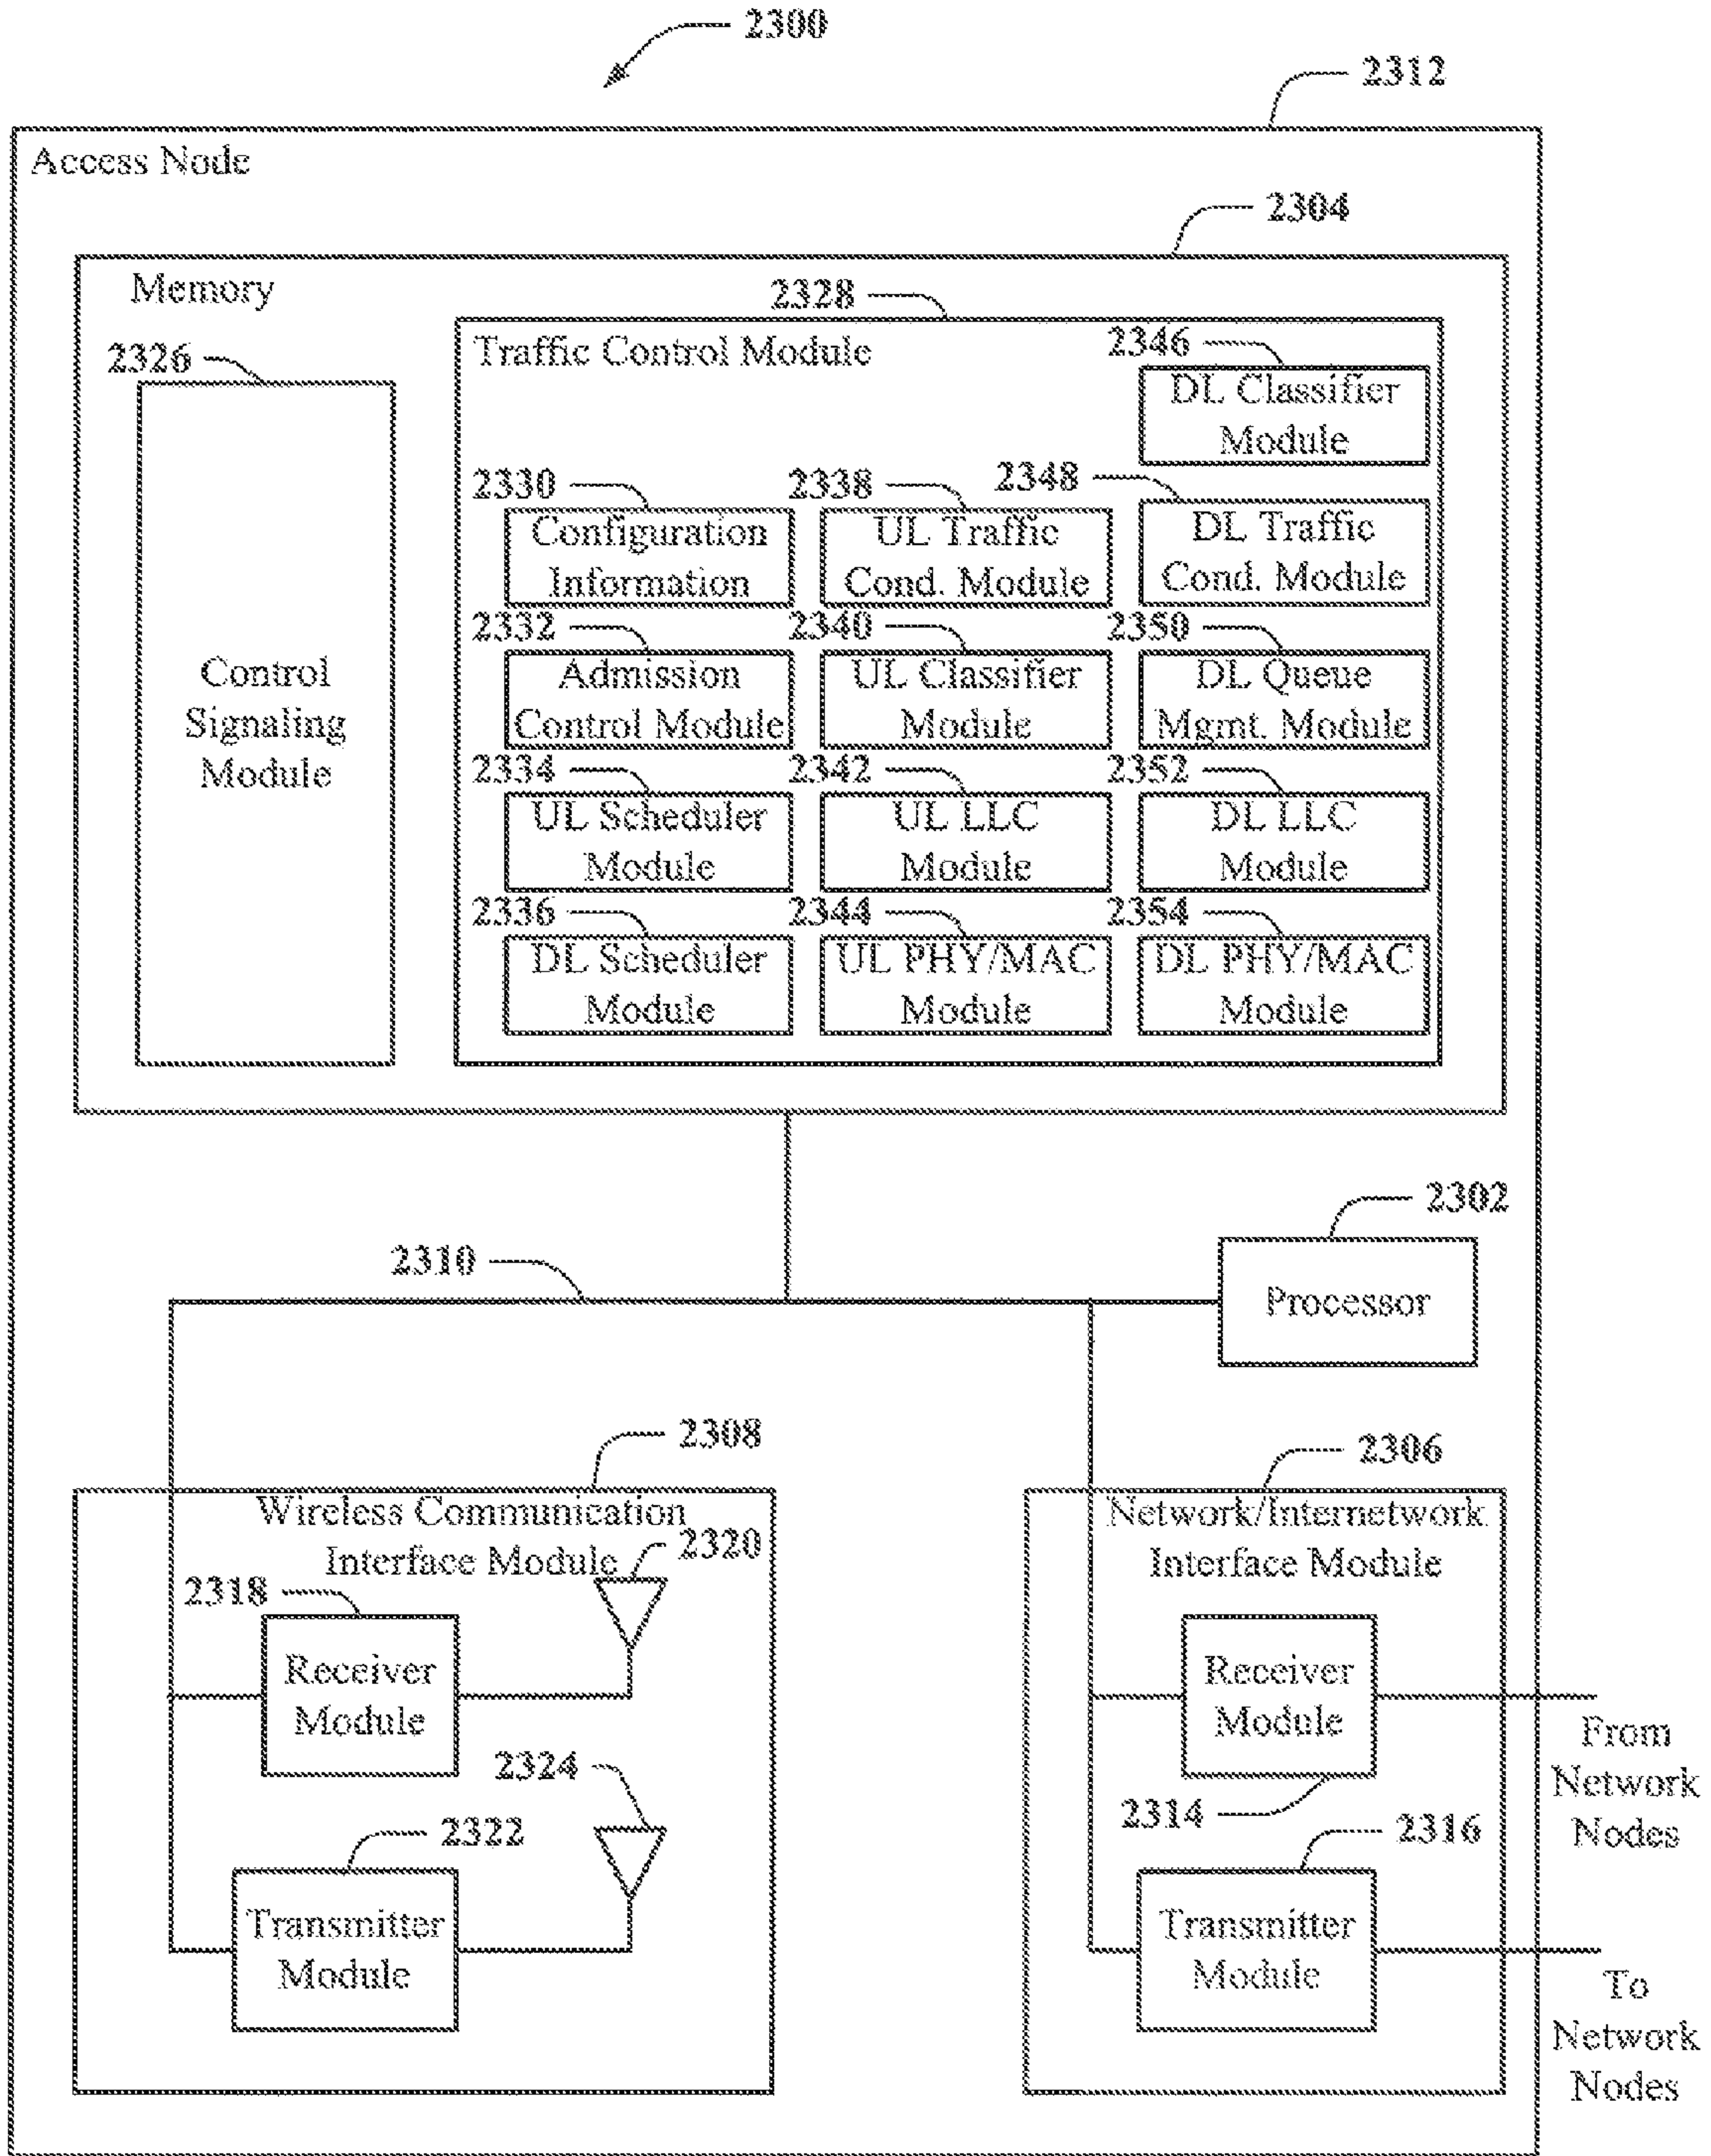 2300
2312
Access Node
2304
Memory
2328
2326
Traffic Control Module
2346
DL Classifier
Module
2330
2338
2348
Configuration
Information
UL Traffic
Cond. Module
DL Traffic
Cond. Module
2332
2340
2350
Admission
Control Module
UL Classifier
Module
DL Queue
Mgmt. Module
Control
Signaling
Module
2334
2342
2352
UL Scheduler
Module
UL LLC
Module
DL LLC
Module
2336
2344
2354
DL Scheduler
Module
UL PHY/MAC
Module
DL PHY/MAC
Module
2302
2310
Processor
2308
2306
Wireless Communication
Interface Module
2320
2318
Receiver
Module
2324
2322
Transmitter
Module
Network/Internetwork
Interface Module
Receiver
Module
2314
2316
Transmitter
Module
From
Network
Nodes
To
Network
Nodes